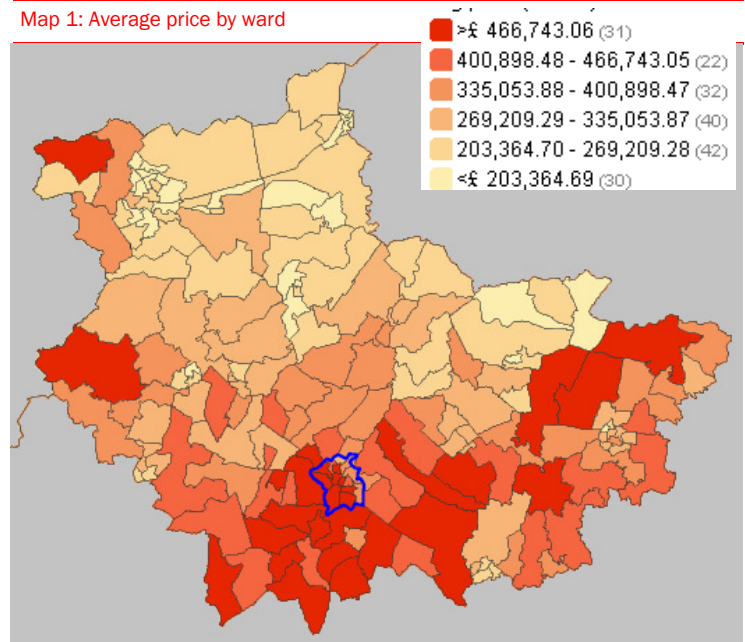 Map 1: Average price by ward
>£ 466,743.06 (31)
400,898.48 - 466,743.05 (22)
335,053.88 - 400,898.47 (32)
269,209.29 - 335,053.87 (40)
203,364.70 - 269,209.28 (42)
<£ 203,364.69 (30)